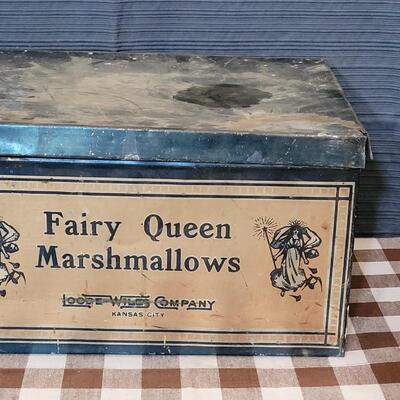 Fairy Queen
Marshmallows
LOOSE-WILES COMPANY
KANSAS CITY